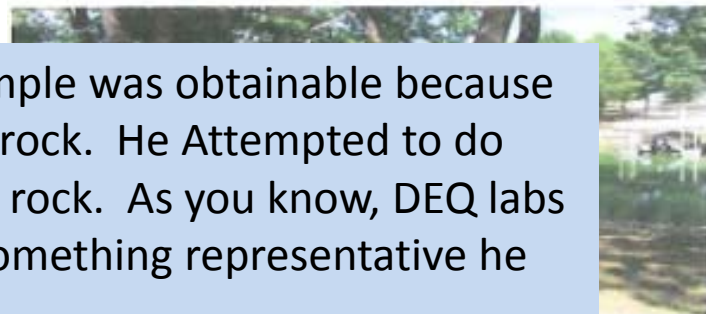 mple was obtainable because
rock. He Attempted to do
rock. As you know, DEQ labs
omething representative he